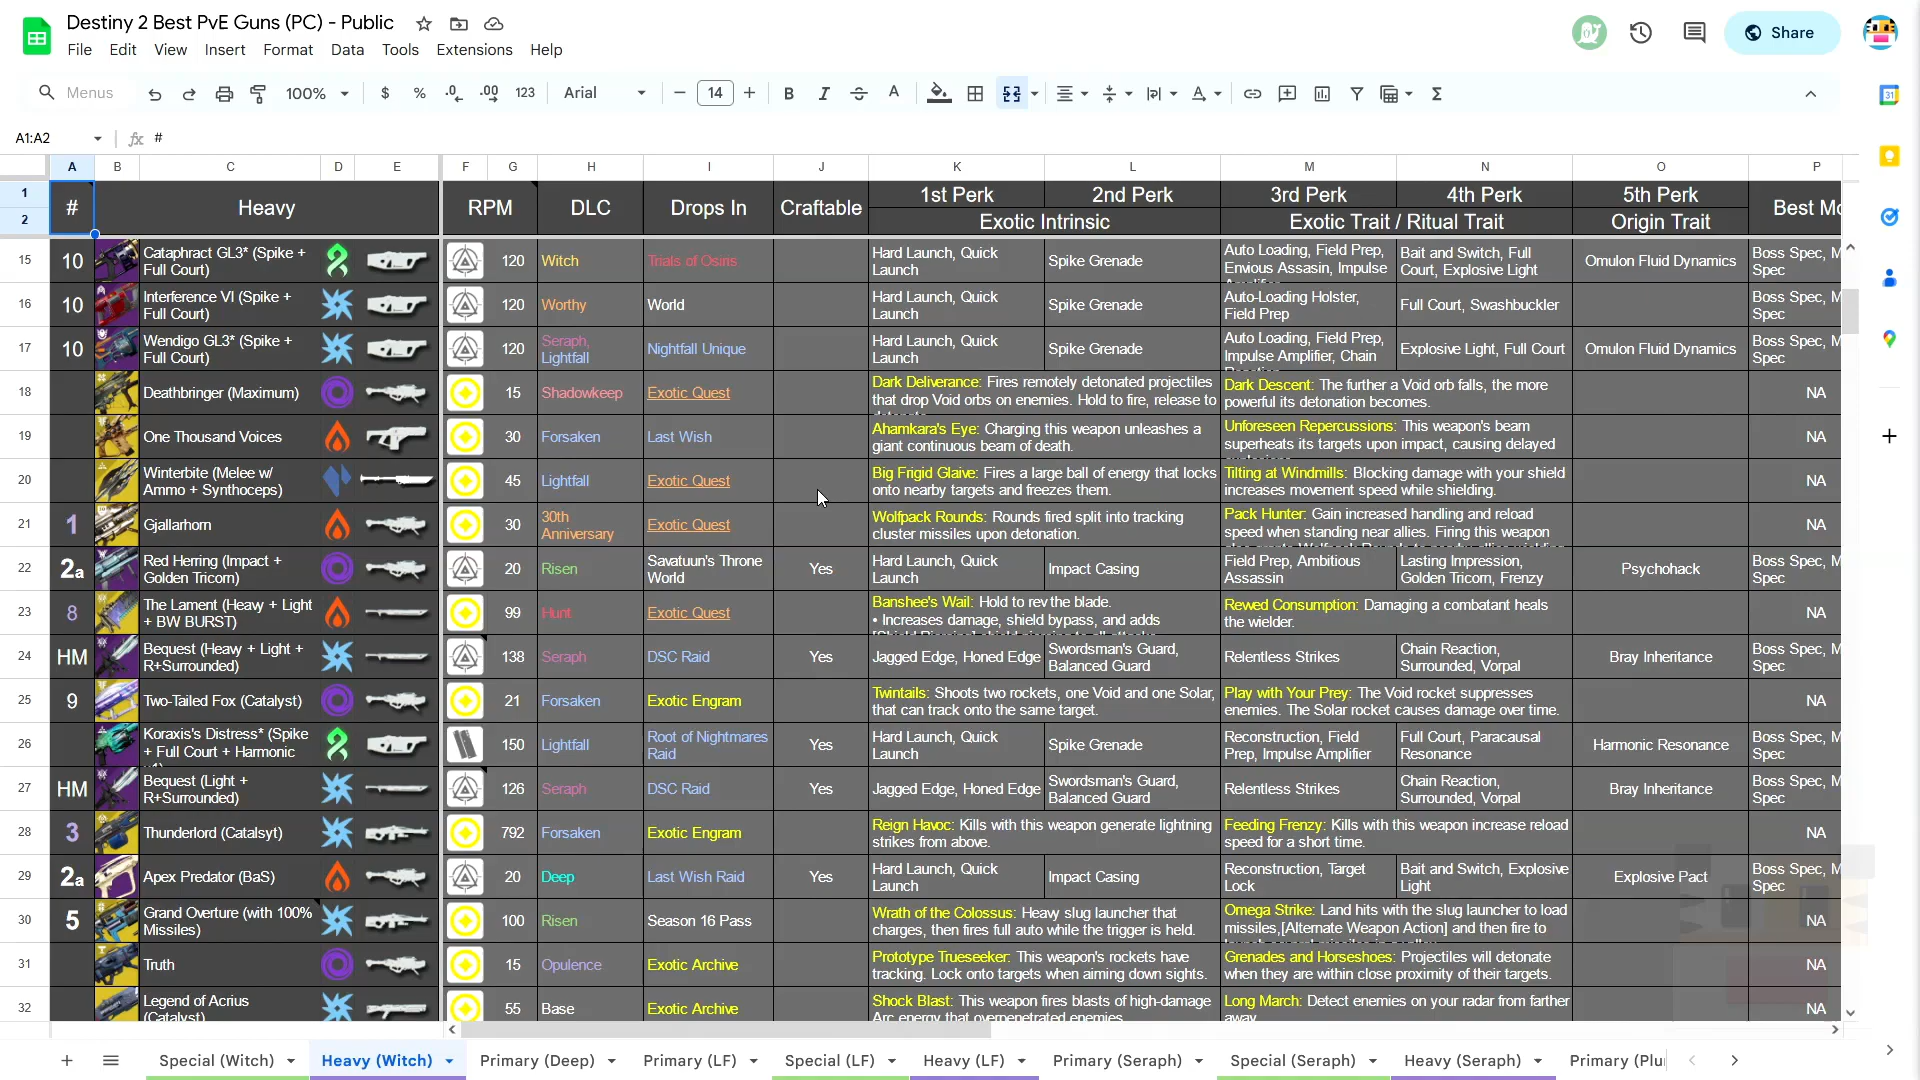 Destiny 2 Best PvE Guns (PC) - Public
File Edit View Insert Format Data Tools Extensions Help
Share
Menus 100% $ % .0 .00 123 Arial 14 B I A Σ
A1:A2 fx #
A B C D E F G H I J K L M N O P
1 2 # Heavy RPM DLC Drops In Craftable 1st Perk 2nd Perk 3rd Perk 4th Perk 5th Perk Best Mo
Exotic Intrinsic Exotic Trait / Ritual Trait Origin Trait
15 10 Cataphract GL3* (Spike + Full Court) 120 Witch Trials of Osiris Hard Launch, Quick Launch Spike Grenade Auto Loading, Field Prep, Envious Assasin, Impulse Bait and Switch, Full Court, Explosive Light Omulon Fluid Dynamics Boss Spec, M Spec
16 10 Interference VI (Spike + Full Court) 120 Worthy World Hard Launch, Quick Launch Spike Grenade Auto-Loading Holster, Field Prep Full Court, Swashbuckler Boss Spec, M Spec
17 10 Wendigo GL3* (Spike + Full Court) 120 Seraph, Lightfall Nightfall Unique Hard Launch, Quick Launch Spike Grenade Auto Loading, Field Prep, Impulse Amplifier, Chain Explosive Light, Full Court Omulon Fluid Dynamics Boss Spec, M Spec
18 Deathbringer (Maximum) 15 Shadowkeep Exotic Quest Dark Deliverance: Fires remotely detonated projectiles that drop Void orbs on enemies. Hold to fire, release to Dark Descent: The further a Void orb falls, the more powerful its detonation becomes. NA
19 One Thousand Voices 30 Forsaken Last Wish Ahamkara's Eye: Charging this weapon unleashes a giant continuous beam of death. Unforeseen Repercussions: This weapon's beam superheats its targets upon impact, causing delayed NA
20 Winterbite (Melee w/ Ammo + Synthoceps) 45 Lightfall Exotic Quest Big Frigid Glaive: Fires a large ball of energy that locks onto nearby targets and freezes them. Tilting at Windmills: Blocking damage with your shield increases movement speed while shielding. NA
21 1 Gjallarhorn 30 30th Anniversary Exotic Quest Wolfpack Rounds: Rounds fired split into tracking cluster missiles upon detonation. Pack Hunter: Gain increased handling and reload speed when standing near allies. Firing this weapon NA
22 2a Red Herring (Impact + Golden Tricorn) 20 Risen Savatuun's Throne World Yes Hard Launch, Quick Launch Impact Casing Field Prep, Ambitious Assassin Lasting Impression, Golden Tricorn, Frenzy Psychohack Boss Spec, M Spec
23 8 The Lament (Heavy + Light + BW BURST) 99 Hunt Exotic Quest Banshee's Wail: Hold to rev the blade. • Increases damage, shield bypass, and adds Rewed Consumption: Damaging a combatant heals the wielder. NA
24 HM Bequest (Heavy + Light + R+Surrounded) 138 Seraph DSC Raid Yes Jagged Edge, Honed Edge Swordsman's Guard, Balanced Guard Relentless Strikes Chain Reaction, Surrounded, Vorpal Bray Inheritance Boss Spec, M Spec
25 9 Two-Tailed Fox (Catalyst) 21 Forsaken Exotic Engram Twintails: Shoots two rockets, one Void and one Solar, that can track onto the same target. Play with Your Prey: The Void rocket suppresses enemies. The Solar rocket causes damage over time. NA
26 Koraxis's Distress* (Spike + Full Court + Harmonic 150 Lightfall Root of Nightmares Raid Yes Hard Launch, Quick Launch Spike Grenade Reconstruction, Field Prep, Impulse Amplifier Full Court, Paracausal Resonance Harmonic Resonance Boss Spec, M Spec
27 HM Bequest (Light + R+Surrounded) 126 Seraph DSC Raid Yes Jagged Edge, Honed Edge Swordsman's Guard, Balanced Guard Relentless Strikes Chain Reaction, Surrounded, Vorpal Bray Inheritance Boss Spec, M Spec
28 3 Thunderlord (Catalsyt) 792 Forsaken Exotic Engram Reign Havoc: Kills with this weapon generate lightning strikes from above. Feeding Frenzy: Kills with this weapon increase reload speed for a short time. NA
29 2a Apex Predator (BaS) 20 Deep Last Wish Raid Yes Hard Launch, Quick Launch Impact Casing Reconstruction, Target Lock Bait and Switch, Explosive Light Explosive Pact Boss Spec, M Spec
30 5 Grand Overture (with 100% Missiles) 100 Risen Season 16 Pass Wrath of the Colossus: Heavy slug launcher that charges, then fires full auto while the trigger is held. Omega Strike: Land hits with the slug launcher to load missiles,[Alternate Weapon Action] and then fire to NA
31 Truth 15 Opulence Exotic Archive Prototype Trueseeker: This weapon's rockets have tracking. Lock onto targets when aiming down sights. Grenades and Horseshoes: Projectiles will detonate when they are within close proximity of their targets. NA
32 Legend of Acrius (Catalyst) 55 Base Exotic Archive Shock Blast: This weapon fires blasts of high-damage Arc energy that overpenetrated enemies. Long March: Detect enemies on your radar from farther away. NA
Special (Witch) Heavy (Witch) Primary (Deep) Primary (LF) Special (LF) Heavy (LF) Primary (Seraph) Special (Seraph) Heavy (Seraph) Primary (Plu